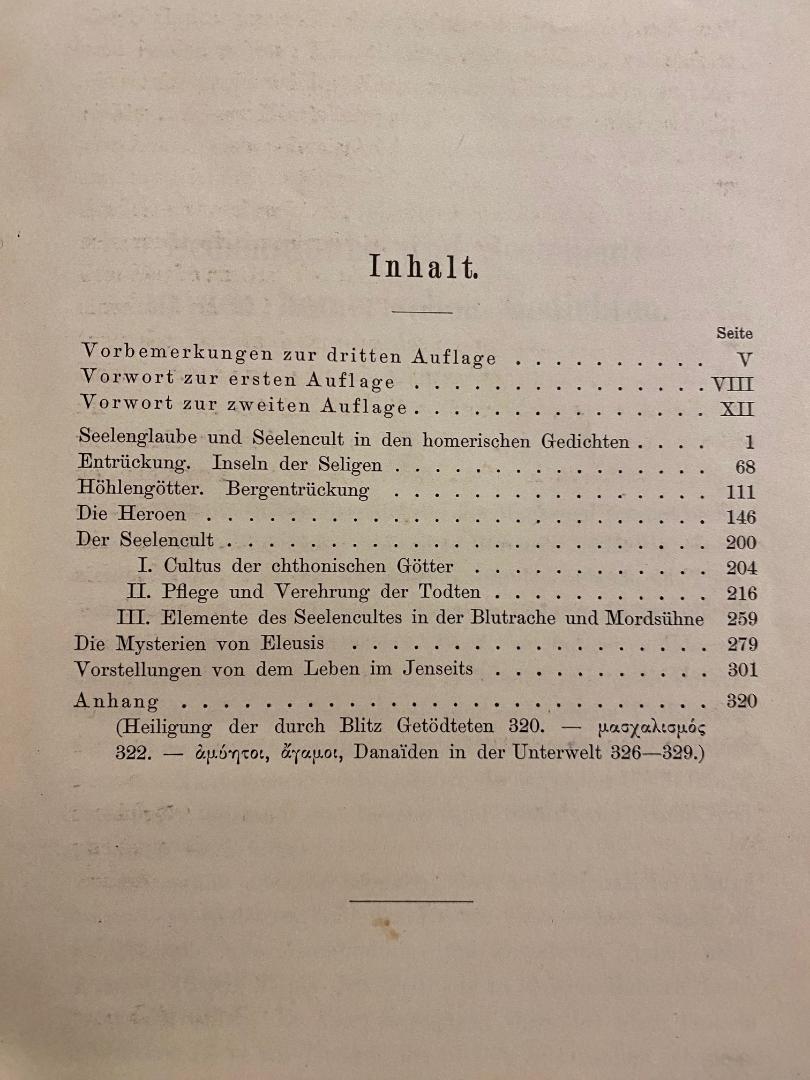 Inhalt.
Seite
Vorbemerkungen zur dritten Auflage . . . . . . . . . . V
Vorwort zur ersten Auflage . . . . . . . . . . . . . . . VIII
Vorwort zur zweiten Auflage . . . . . . . . . . . . . . XII
Seelenglaube und Seelencult in den homerischen Gedichten . . . . 1
Entrückung. Inseln der Seligen . . . . . . . . . . . . . . . 68
Höhlengötter. Bergentrückung . . . . . . . . . . . . . . . 111
Die Heroen . . . . . . . . . . . . . . . . . . . . . . . 146
Der Seelencult . . . . . . . . . . . . . . . . . . . . . . 200
I. Cultus der chthonischen Götter . . . . . . . . . . . . 204
II. Pflege und Verehrung der Todten . . . . . . . . . . . 216
III. Elemente des Seelencultes in der Blutrache und Mordsühne 259
Die Mysterien von Eleusis . . . . . . . . . . . . . . . . . 279
Vorstellungen von dem Leben im Jenseits . . . . . . . . . . . 301
Anhang . . . . . . . . . . . . . . . . . . . . . . . . . 320
(Heiligung der durch Blitz Getödteten 320. — μασχαλισμός
322. — ἀμύητοι, ἄγαμοι, Danaïden in der Unterwelt 326—329.)